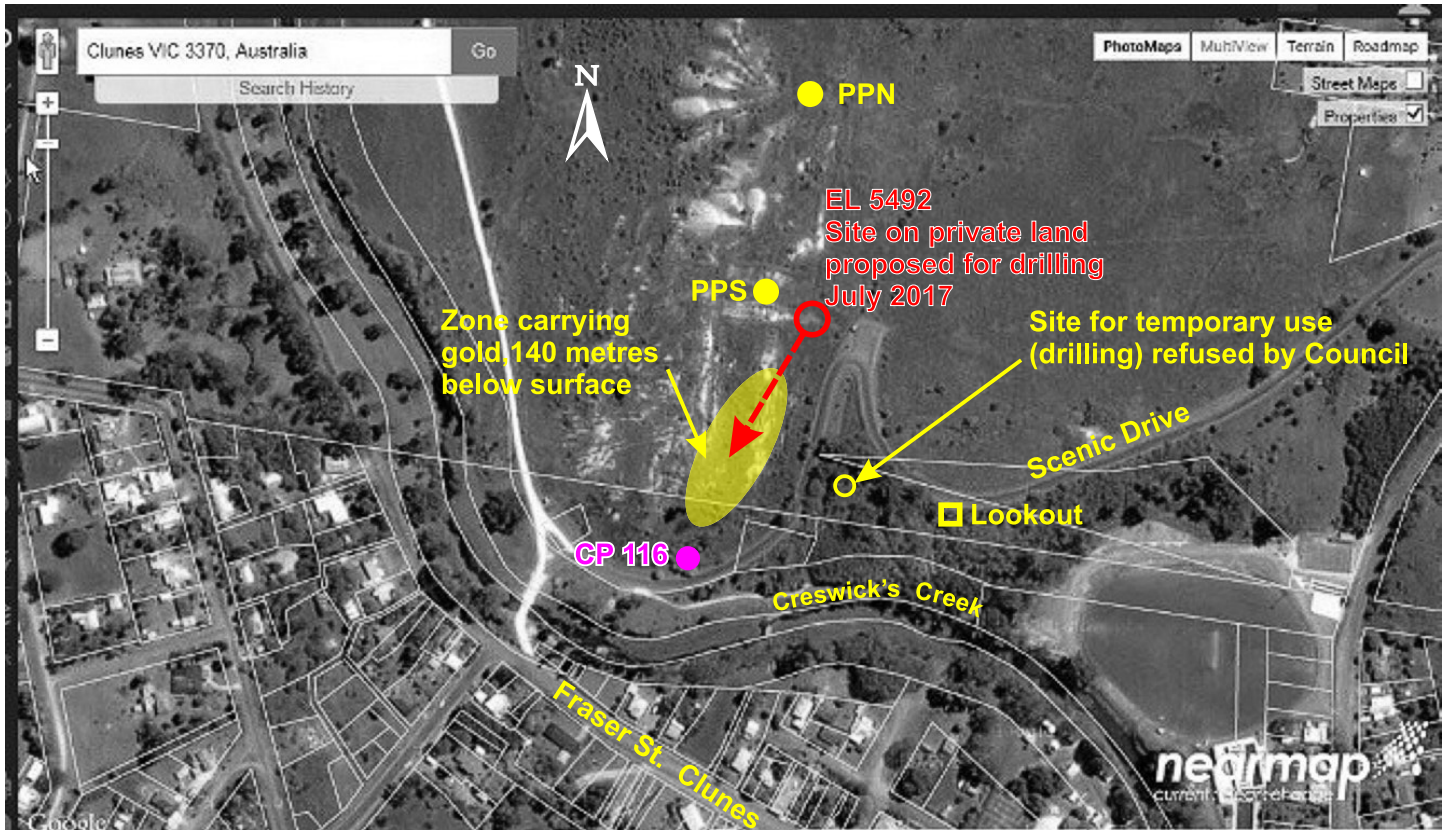 Clunes VIC 3370, Australia
Go
Search History
N
PhotoMaps
MultiView
Terrain
Roadmap
Street Maps
Properties
PPN
EL 5492
Site on private land
proposed for drilling
July 2017
PPS
Zone carrying
gold,140 metres
below surface
Site for temporary use
(drilling) refused by Council
Scenic Drive
Lookout
CP 116
Creswick's Creek
Fraser St. Clunes
nearmap
Google